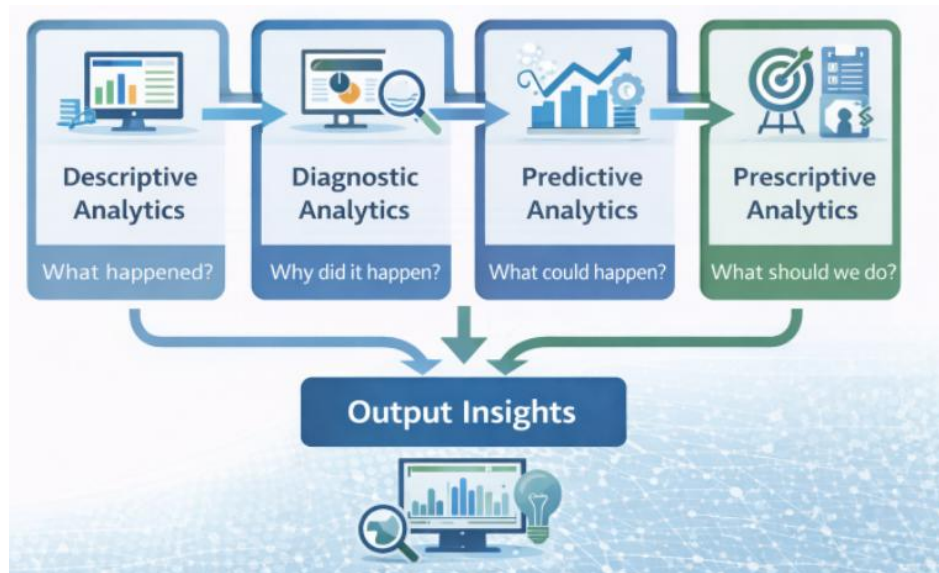 Descriptive
Analytics
What happened?
Diagnostic
Analytics
Why did it happen?
Predictive
Analytics
What could happen?
Prescriptive
Analytics
What should we do?
Output Insights